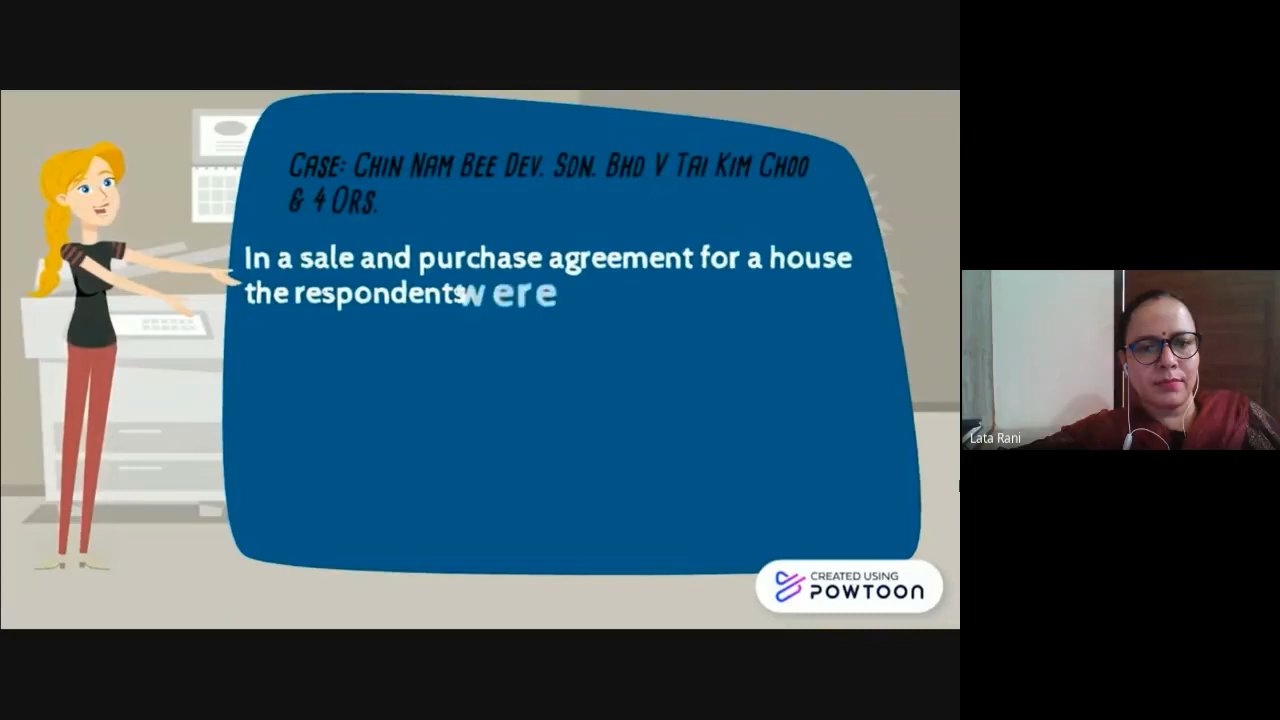 CASE: CHIN NAM BEE DEV. SDN. BHD V TAI KIM CHOO
& 4 ORS.
In a sale and purchase agreement for a house
the respondents were
CREATED USING
POWTOON
Lata Rani